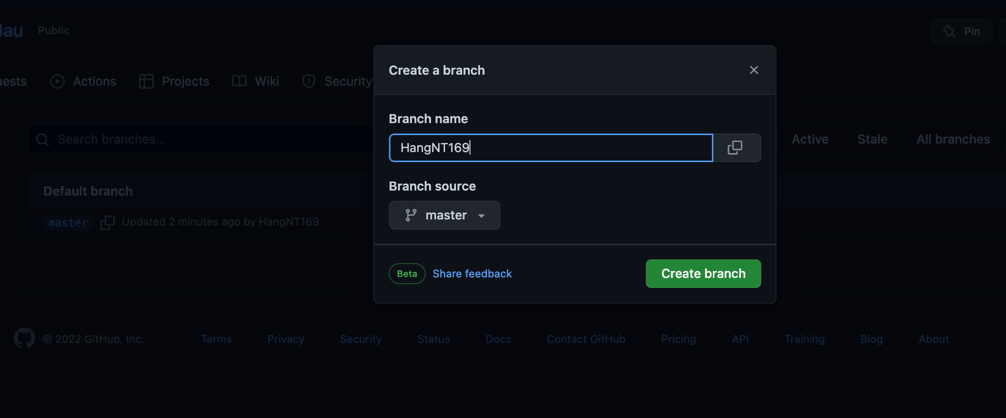 lau Public
Pin
uests Actions Projects Wiki Security
Create a branch
Branch name
HangNT169
Branch source
master
Beta Share feedback Create branch
Search branches...
Active Stale All branches
Default branch
master Updated 2 minutes ago by HangNT169
© 2022 GitHub, Inc. Terms Privacy Security Status Docs Contact GitHub Pricing API Training Blog About